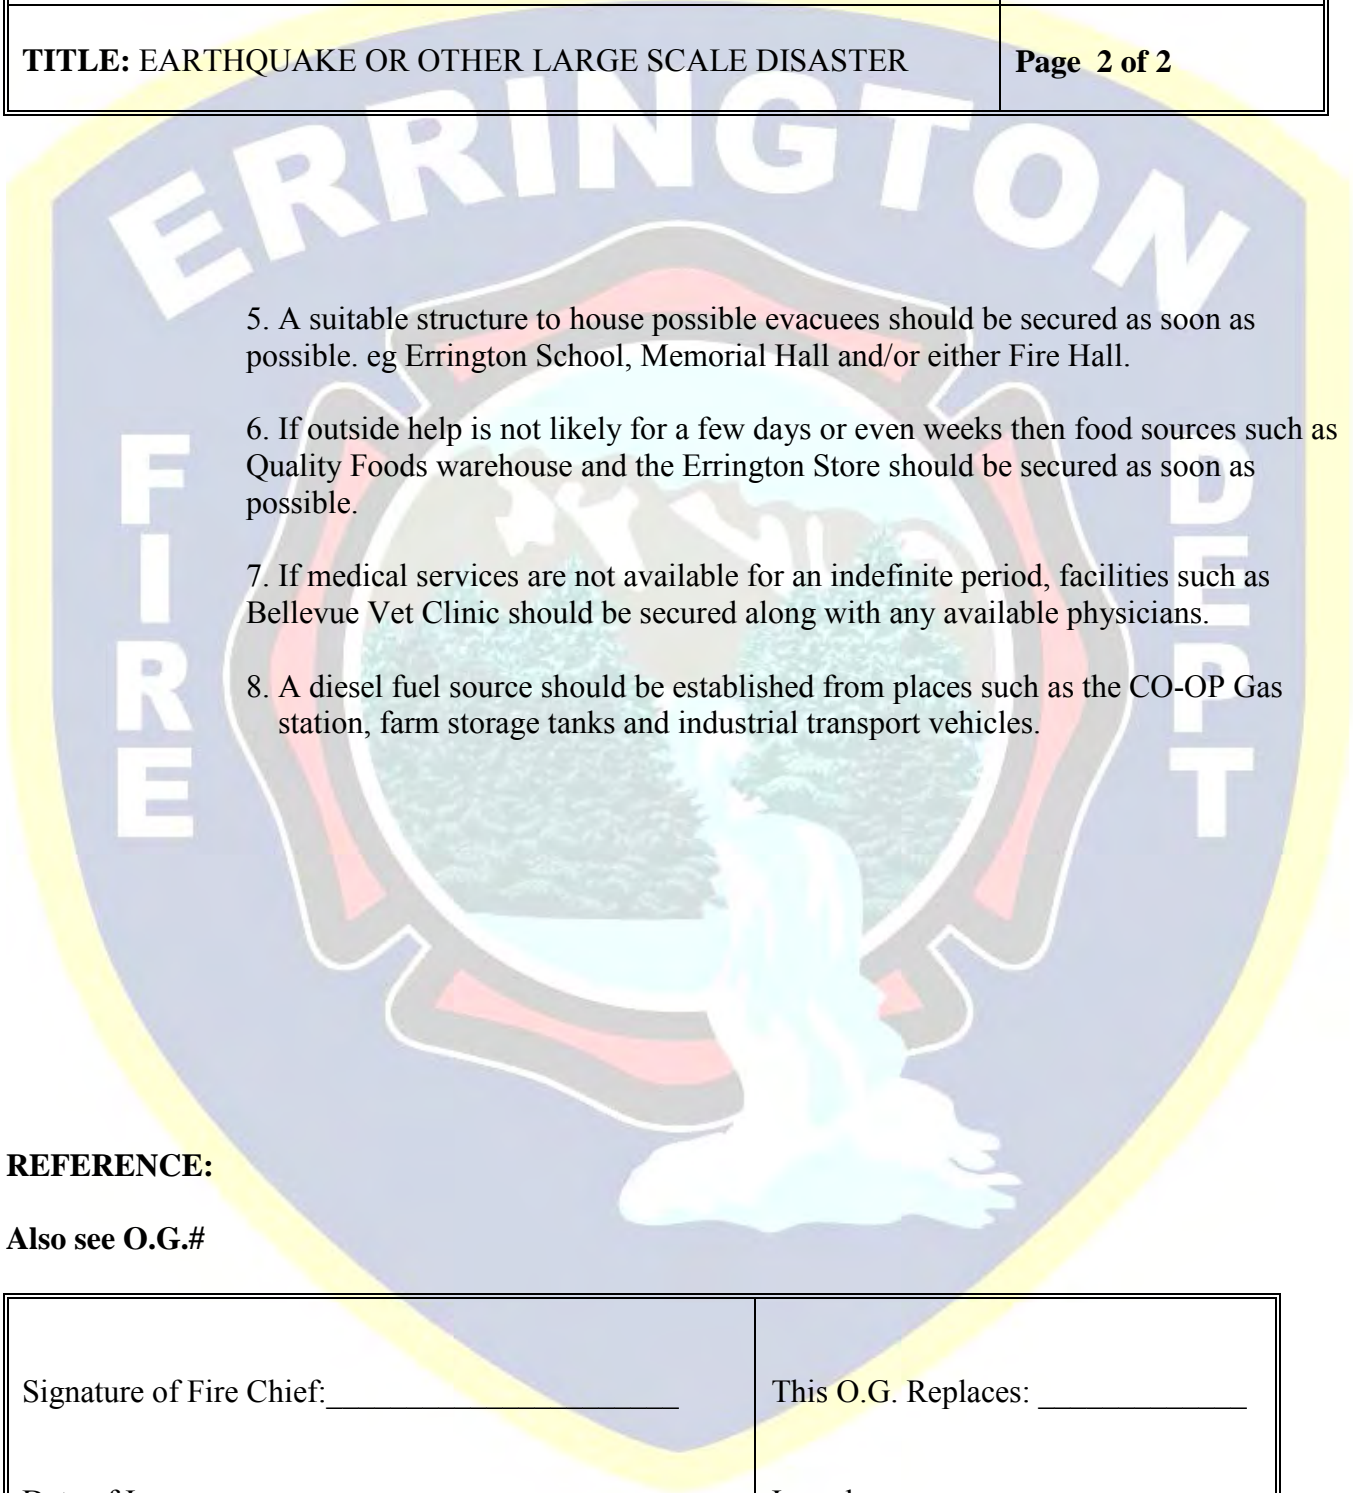 TITLE: EARTHQUAKE OR OTHER LARGE SCALE DISASTER
Page 2 of 2
ERRINGTON
FIRE
DEPT
5. A suitable structure to house possible evacuees should be secured as soon as
possible. eg Errington School, Memorial Hall and/or either Fire Hall.
6. If outside help is not likely for a few days or even weeks then food sources such as
Quality Foods warehouse and the Errington Store should be secured as soon as
possible.
7. If medical services are not available for an indefinite period, facilities such as
Bellevue Vet Clinic should be secured along with any available physicians.
8. A diesel fuel source should be established from places such as the CO-OP Gas
station, farm storage tanks and industrial transport vehicles.
REFERENCE:
Also see O.G.#
Signature of Fire Chief:______________________
This O.G. Replaces: _____________